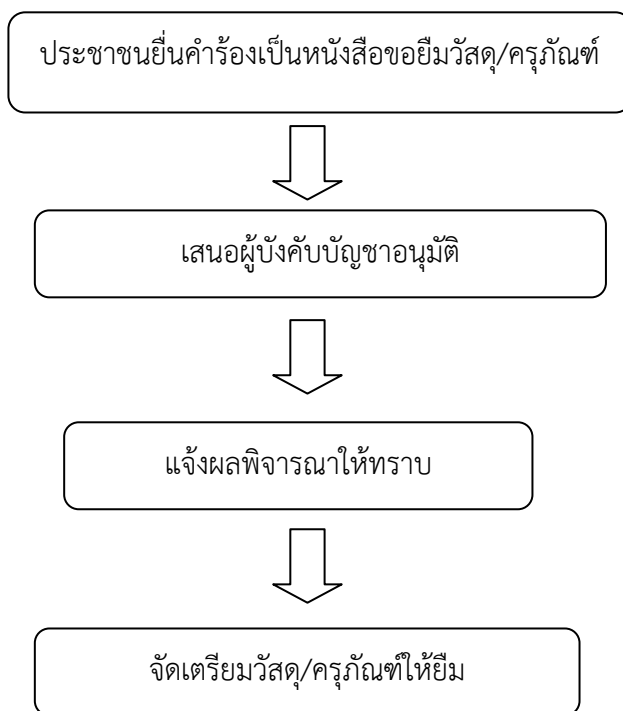 ประชาชนยื่นคำร้องเป็นหนังสือขอยืมวัสดุ/ครุภัณฑ์
เสนอผู้บังคับบัญชาอนุมัติ
แจ้งผลพิจารณาให้ทราบ
จัดเตรียมวัสดุ/ครุภัณฑ์ให้ยืม